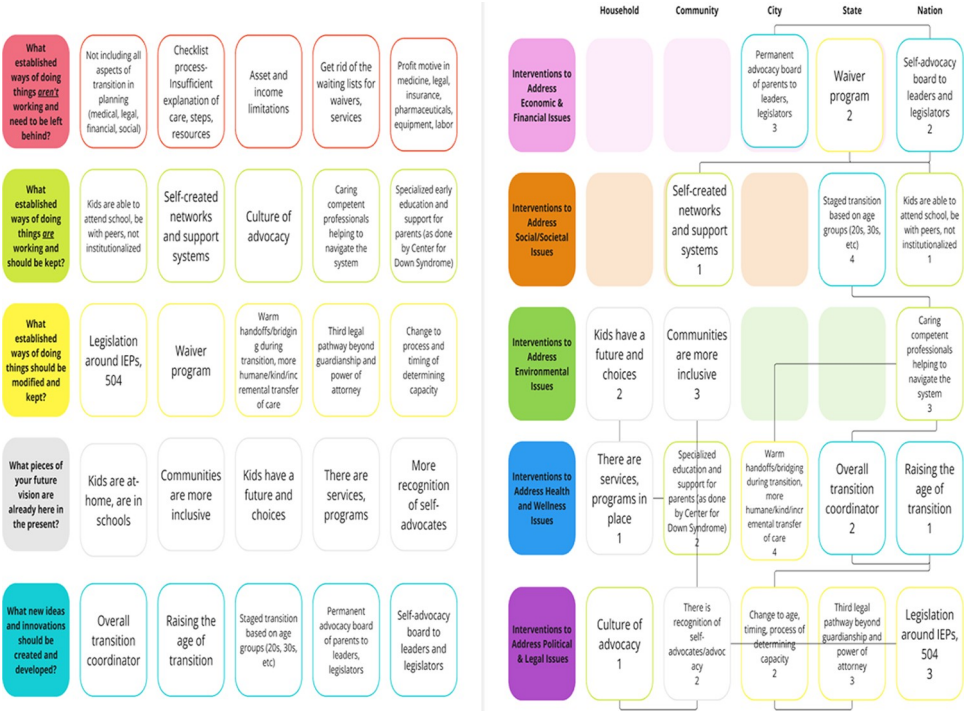 What
established
ways of doing
things aren't
working and
need to be left
behind?
Not including all
aspects of
transition in
planning
(medical, legal,
financial, social)
Checklist
process-
Insufficient
explanation of
care, steps,
resources
Asset and
income
limitations
Get rid of the
waiting lists for
waivers,
services
Profit motive in
medicine, legal,
insurance,
pharmaceuticals,
equipment, labor
What
established
ways of doing
things are
working and
should be kept?
Kids are able to
attend school, be
with peers, not
institutionalized
Self-created
networks
and support
systems
Culture of
advocacy
Caring
competent
professionals
helping to
navigate the
system
Specialized early
education and
support for
parents (as done
by Center for
Down Syndrome)
What
established
ways of doing
things should be
modified and
kept?
Legislation
around IEPs,
504
Waiver
program
Warm
handoffs/bridgin
g during
transition, more
humane/kind/inc
remental transfer
of care
Third legal
pathway beyond
guardianship and
power of
attorney
Change to
process and
timing of
determining
capacity
What pieces of
your future
vision are
already here in
the present?
Kids are at-
home, are in
schools
Communities
are more
inclusive
Kids have a
future and
choices
There are
services,
programs
More
recognition
of self-
advocates
What new ideas
and innovations
should be
created and
developed?
Overall
transition
coordinator
Raising the
age of
transition
Staged transition
based on age
groups (20s, 30s,
etc)
Permanent
advocacy board
of parents to
leaders,
legislators
Self-advocacy
board to
leaders and
legislators
Household
Community
City
State
Nation
Interventions to
Address
Economic &
Financial Issues
Permanent
advocacy board
of parents to
leaders,
legislators
3
Waiver
program
2
Self-advocacy
board to
leaders and
legislators
2
Interventions to
Address
Social/Societal
Issues
Self-created
networks
and support
systems
1
Staged transition
based on age
groups (20s, 30s,
etc)
4
Kids are able to
attend school, be
with peers, not
institutionalized
1
Interventions to
Address
Environmental
Issues
Kids have a
future and
choices
2
Communities
are more
inclusive
3
Caring
competent
professionals
helping to
navigate the
system
3
Interventions to
Address Health
and Wellness
Issues
There are
services,
programs in
place
1
Specialized
education and
support for
parents (as done
by Center for
Down Syndrome)
2
Warm
handoffs/bridging
during transition,
more
humane/kind/incr
emental transfer
of care
4
Overall
transition
coordinator
2
Raising the
age of
transition
1
Interventions to
Address Political
& Legal Issues
Culture of
advocacy
1
There is
recognition of
self-
advocates/advoc
acy
2
Change to age,
timing, process of
determining
capacity
2
Third legal
pathway beyond
guardianship and
power of
attorney
3
Legislation
around IEPs,
504
3